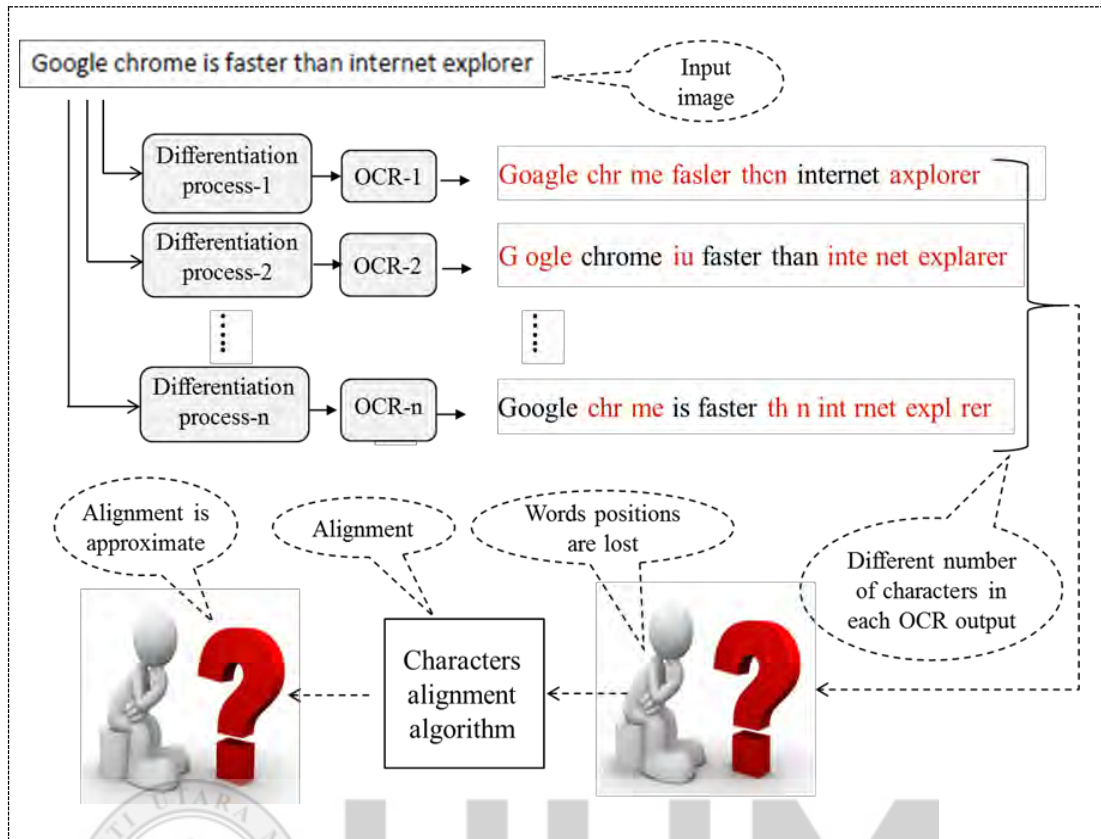 Google chrome is faster than internet explorer
Input
image
Differentiation
process-1
OCR-1
Goagle chr me fasler thcn internet axplorer
Differentiation
process-2
OCR-2
G ogle chrome iu faster than inte net explarer
Differentiation
process-n
OCR-n
Google chr me is faster th n int rnet expl rer
Alignment is
approximate
Alignment
Words positions
are lost
Different number
of characters in
each OCR output
Characters
alignment
algorithm
?
?
UTARA
UUM